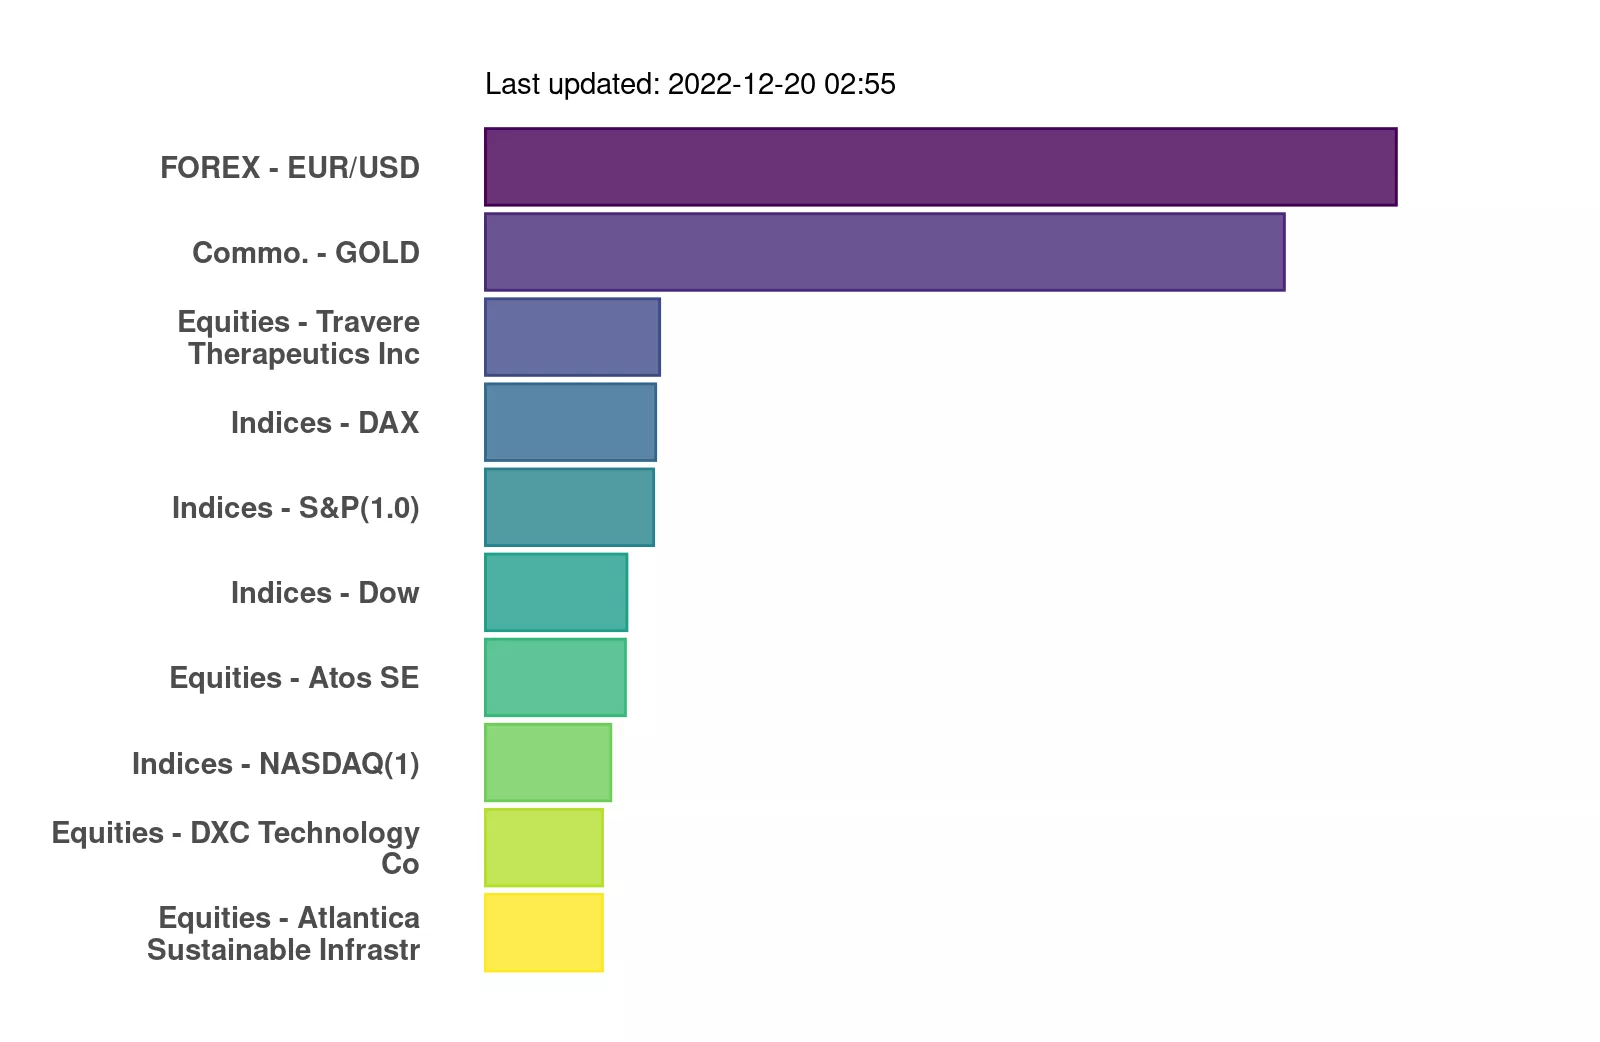 Last updated: 2022-12-20 02:55
FOREX - EUR/USD
Commo. - GOLD
Equities - Travere
Therapeutics Inc
Indices - DAX
Indices - S&P(1.0)
Indices - Dow
Equities - Atos SE
Indices - NASDAQ(1)
Equities - DXC Technology
Co
Equities - Atlantica
Sustainable Infrastr